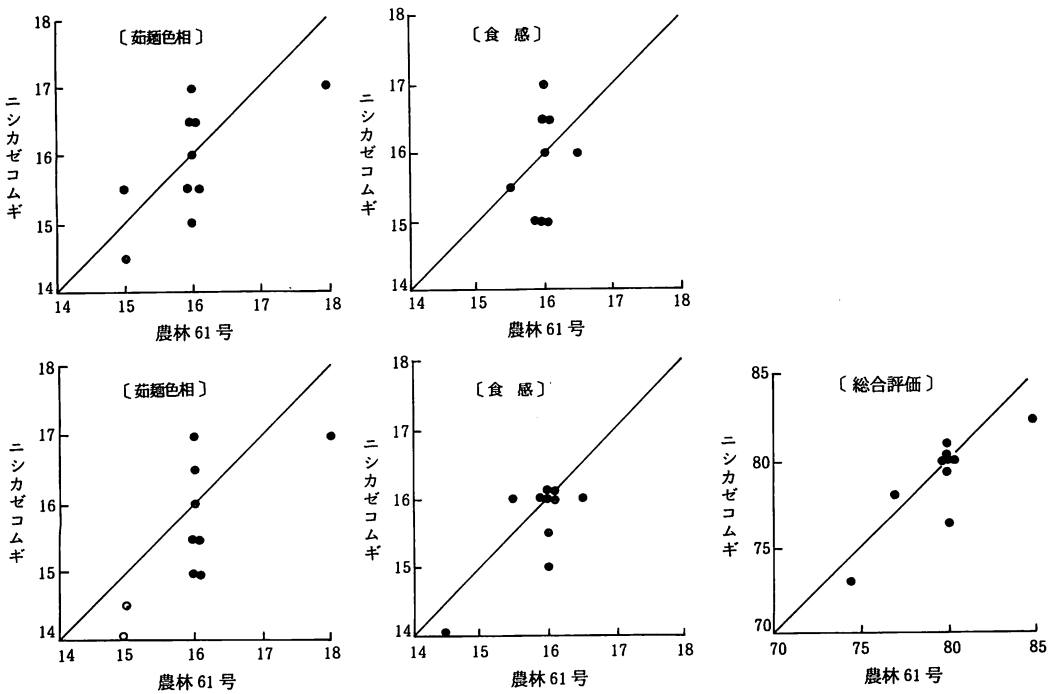 〔茹麺色相〕
18
17
16
15
14
ニシカゼコムギ
14 15 16 17 18
農林 61 号
〔食 感〕
18
17
16
15
14
ニシカゼコムギ
14 15 16 17 18
農林 61 号
〔茹麺色相〕
18
17
16
15
14
ニシカゼコムギ
14 15 16 17 18
農林 61 号
〔食 感〕
18
17
16
15
14
ニシカゼコムギ
14 15 16 17 18
農林 61 号
〔総合評価〕
85
80
75
70
ニシカゼコムギ
70 75 80 85
農林 61 号